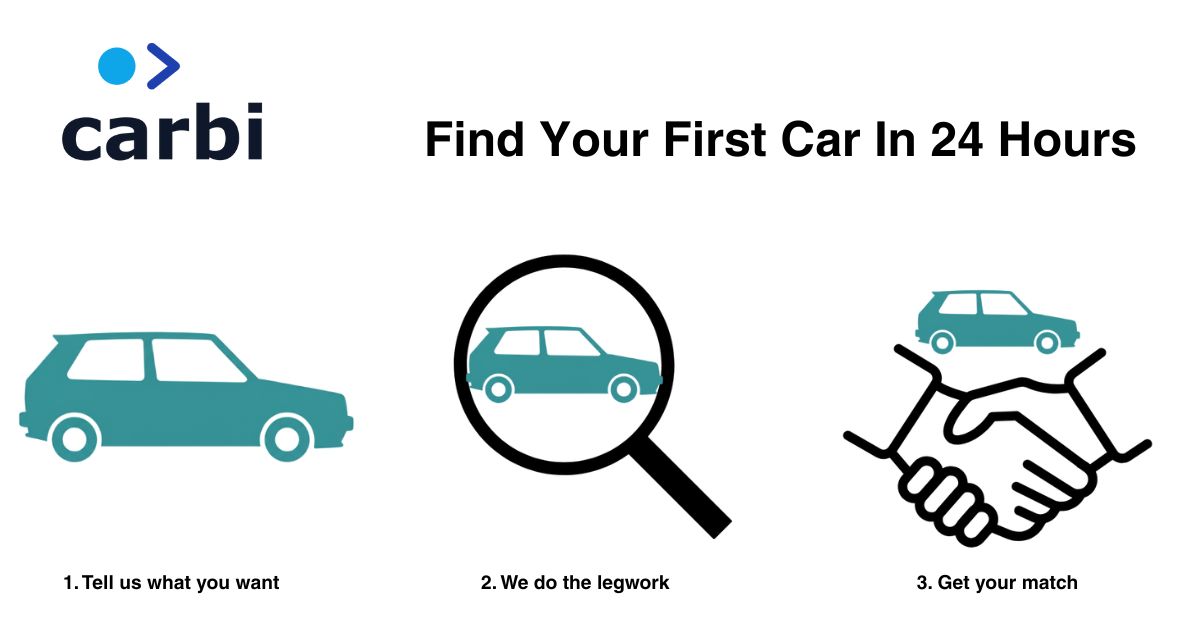 carbi
Find Your First Car In 24 Hours
1. Tell us what you want
2. We do the legwork
3. Get your match